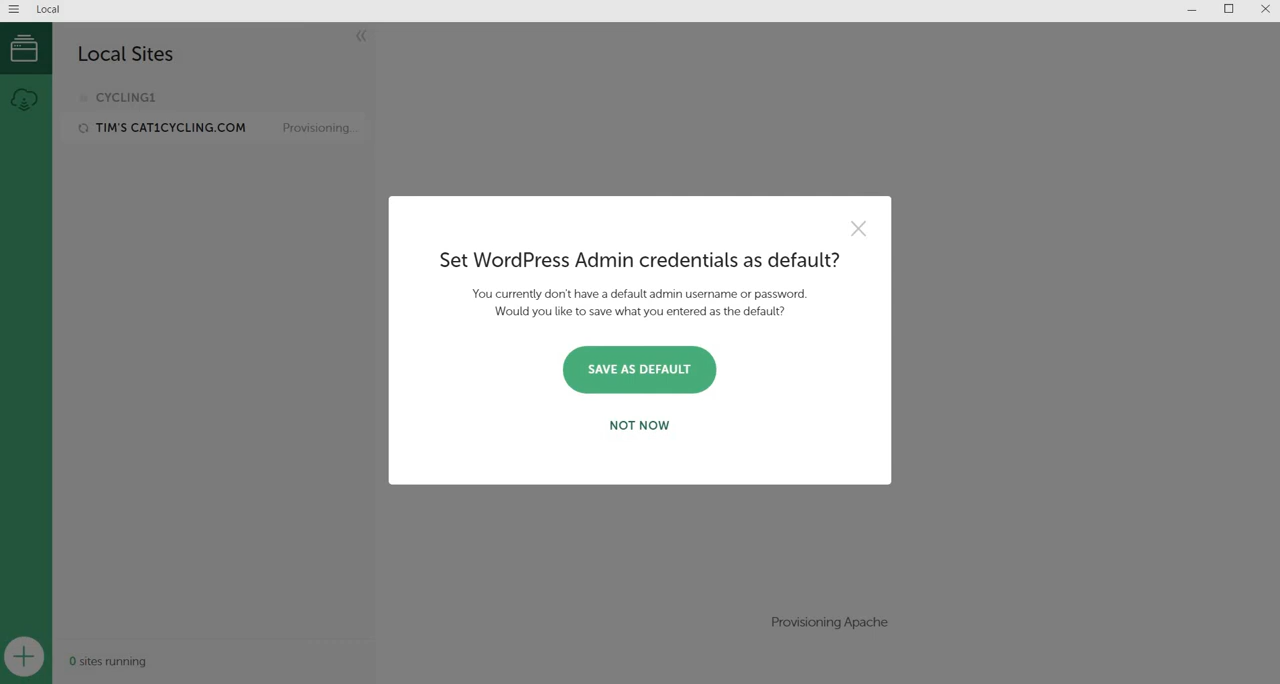 Local
Local Sites
CYCLING1
TIM'S CAT1CYCLING.COM Provisioning...
Set WordPress Admin credentials as default?
You currently don't have a default admin username or password.
Would you like to save what you entered as the default?
SAVE AS DEFAULT
NOT NOW
Provisioning Apache
0 sites running